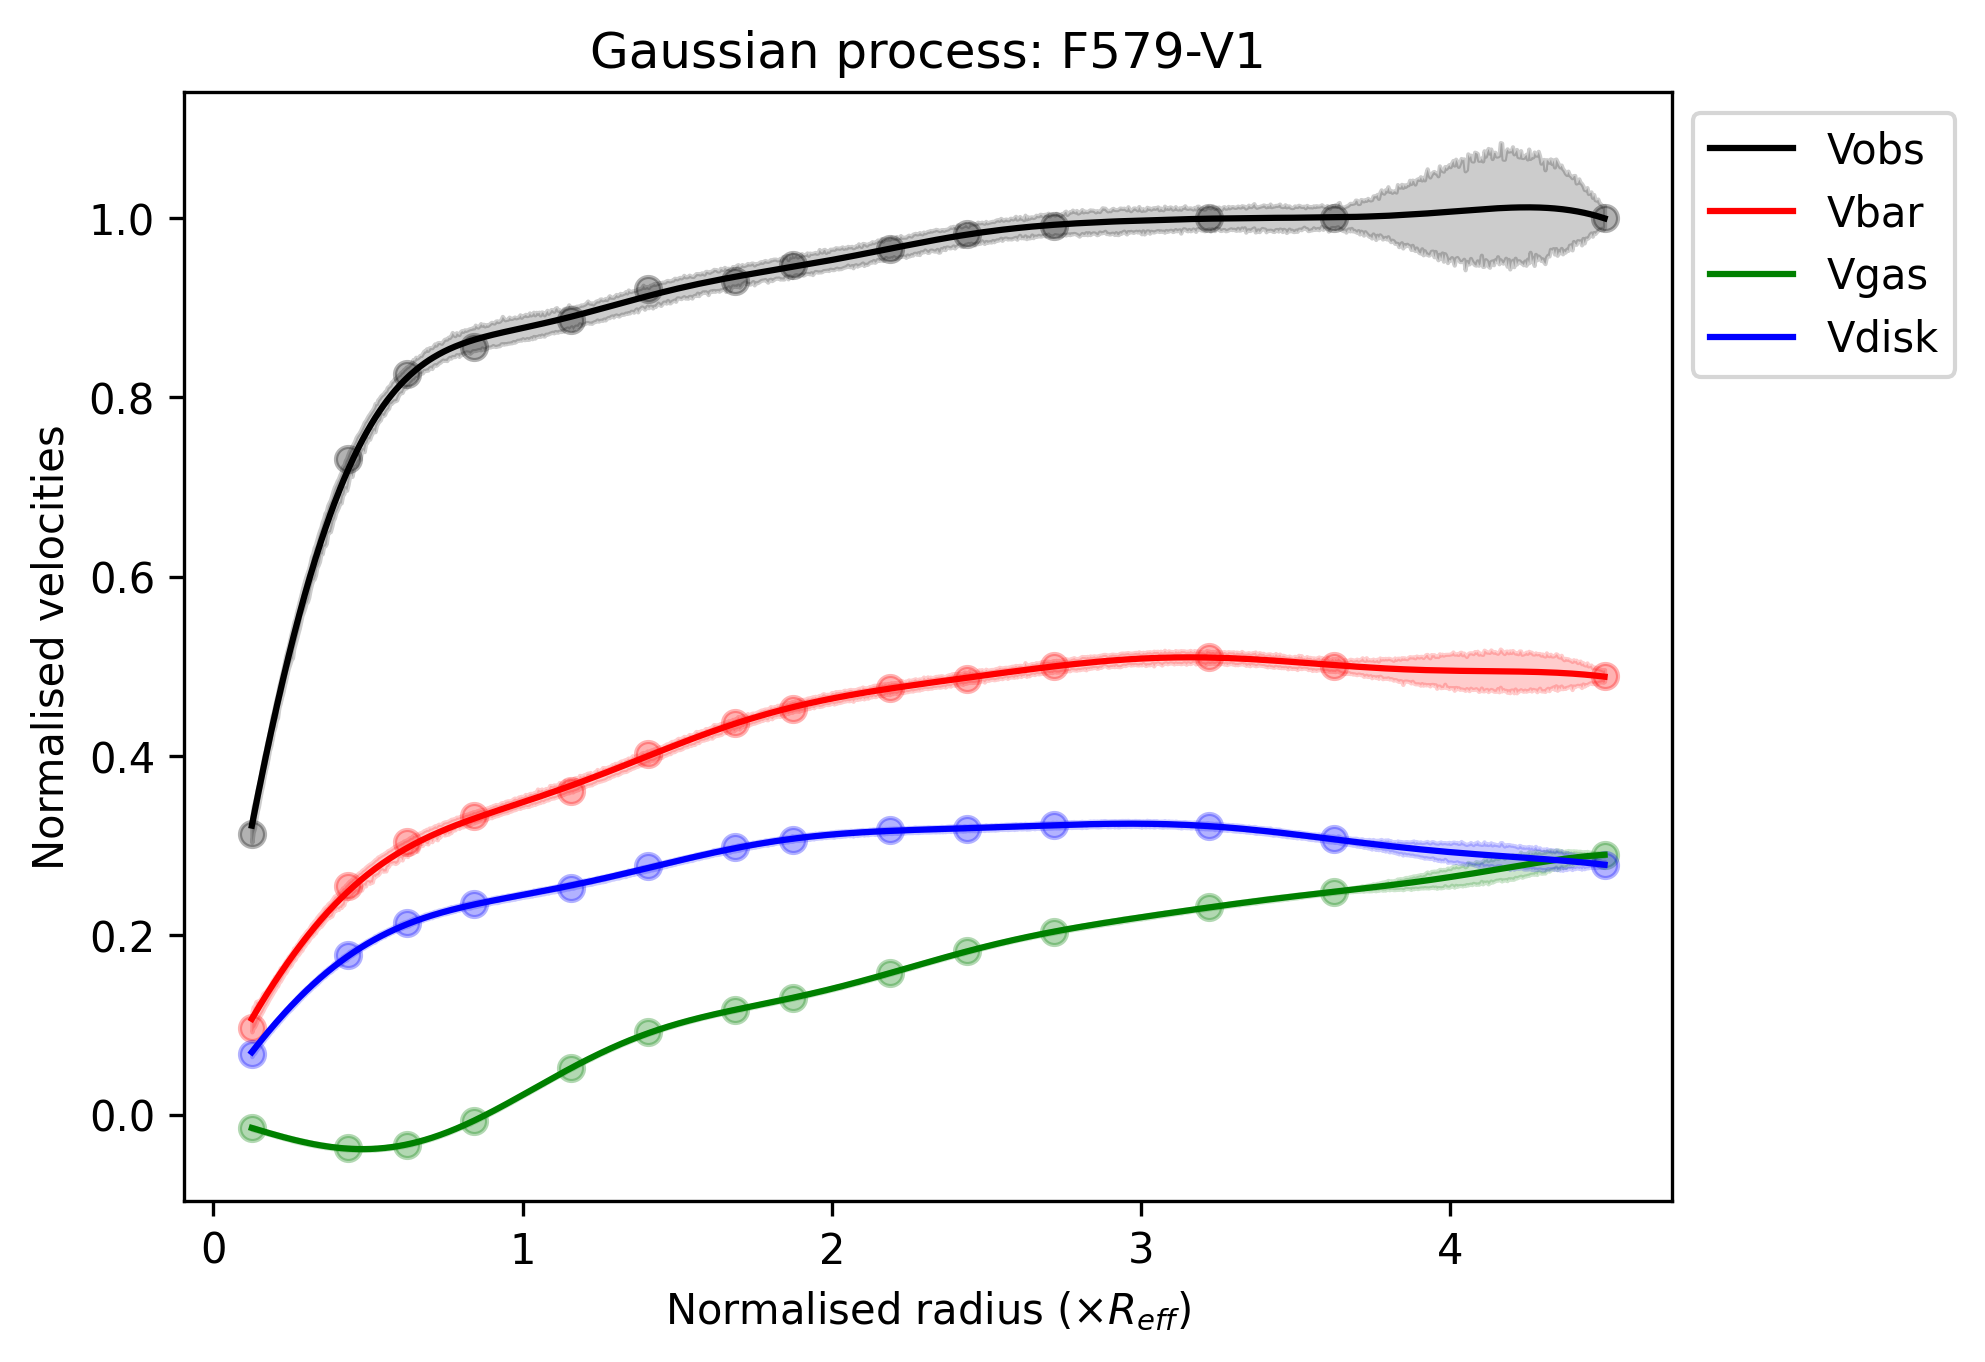 Gaussian process: F579-V1
Vobs
Vbar
Vgas
Vdisk
Normalised velocities
1.0
0.8
0.6
0.4
0.2
0.0
0 1 2 3 4
Normalised radius (×R_eff)